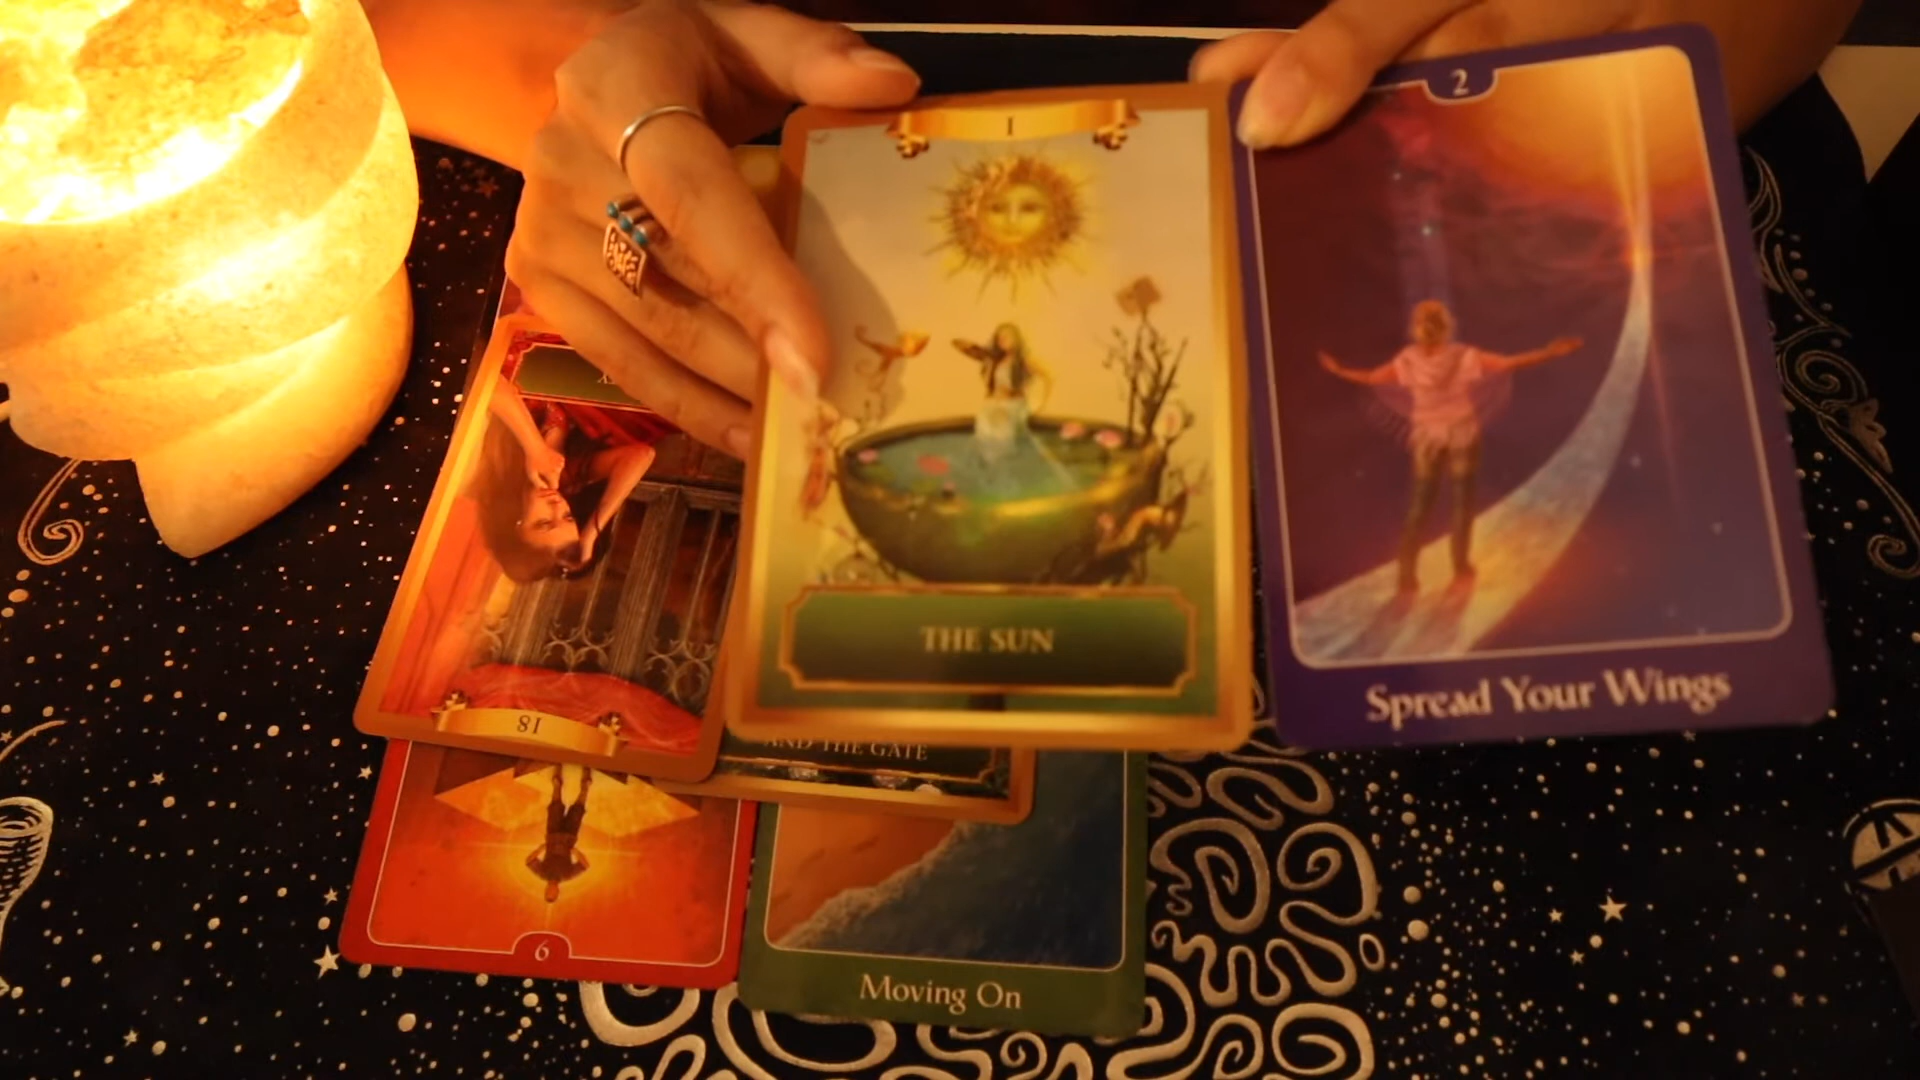 I
THE SUN
2
Spread Your Wings
18
AND THE GATE
6
Moving On